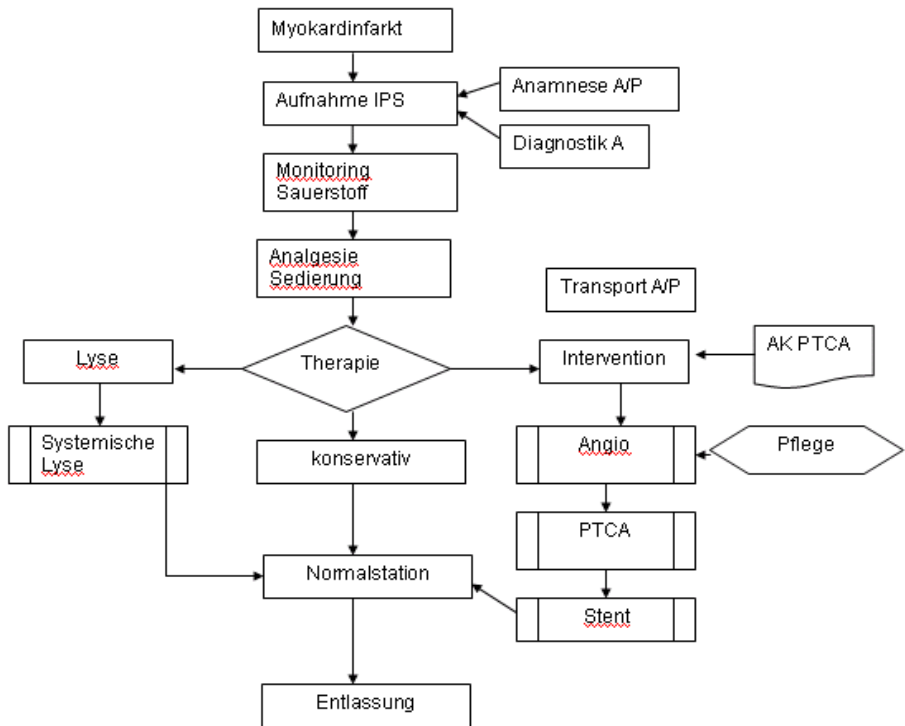 Myokardinfarkt
Aufnahme IPS
Anamnese A/P
Diagnostik A
Monitoring
Sauerstoff
Analgesie
Sedierung
Transport A/P
Lyse
Therapie
Intervention
AK PTCA
Systemische
Lyse
konservativ
Angio
Pflege
PTCA
Normalstation
Stent
Entlassung